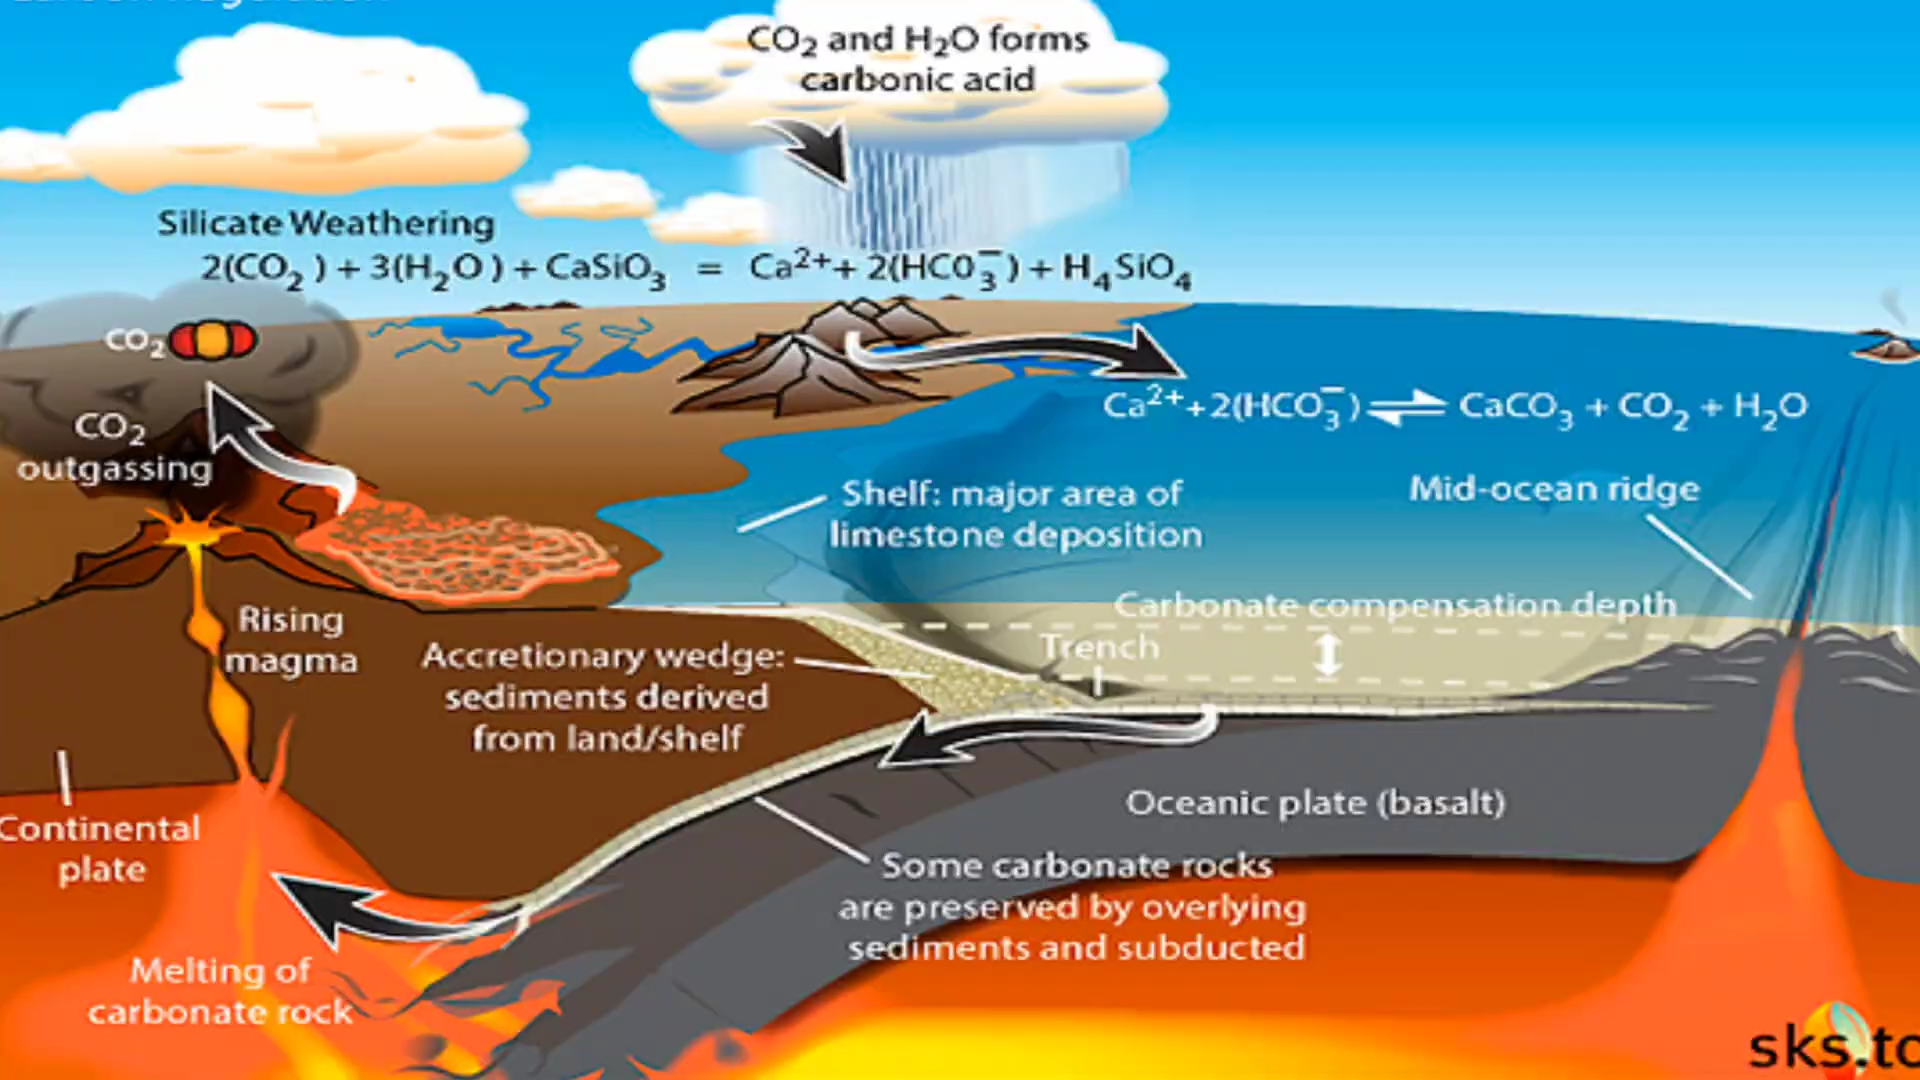 CO₂ and H₂O forms
carbonic acid
Silicate Weathering
2(CO₂) + 3(H₂O) + CaSiO₃ = Ca²⁺ + 2(HCO₃⁻) + H₄SiO₄
CO₂
CO₂
outgassing
Ca²⁺+2(HCO₃⁻) ⇌ CaCO₃ + CO₂ + H₂O
Shelf: major area of
limestone deposition
Mid-ocean ridge
Carbonate compensation depth
Trench
Rising
magma
Accretionary wedge:
sediments derived
from land/shelf
Continental
plate
Oceanic plate (basalt)
Some carbonate rocks
are preserved by overlying
sediments and subducted
Melting of
carbonate rock
sks.to